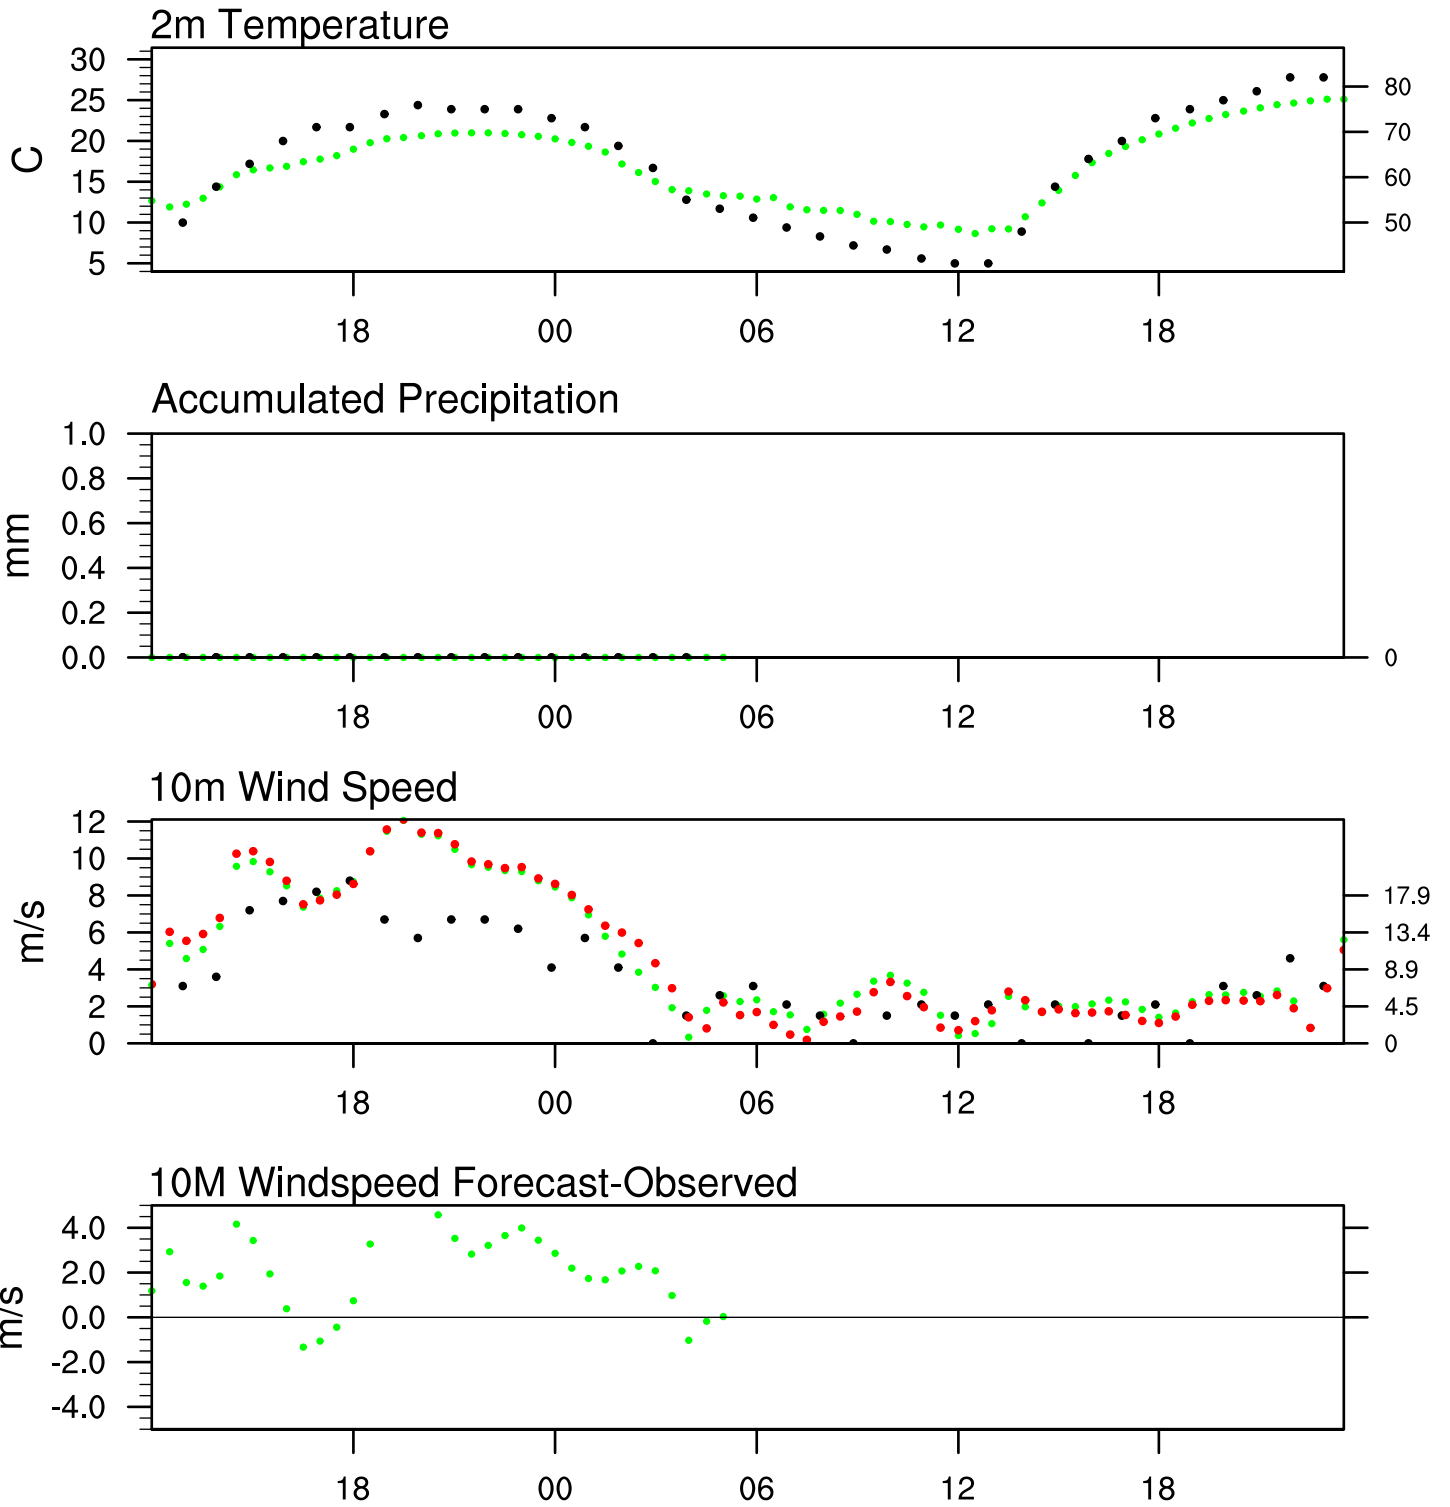 2m Temperature
30
25
20
15
10
5
C
80
70
60
50
18 00 06 12 18
Accumulated Precipitation
1.0
0.8
0.6
0.4
0.2
0.0
mm
0
18 00 06 12 18
10m Wind Speed
12
10
8
6
4
2
0
m/s
17.9
13.4
8.9
4.5
0
18 00 06 12 18
10M Windspeed Forecast-Observed
4.0
2.0
0.0
-2.0
-4.0
m/s
18 00 06 12 18